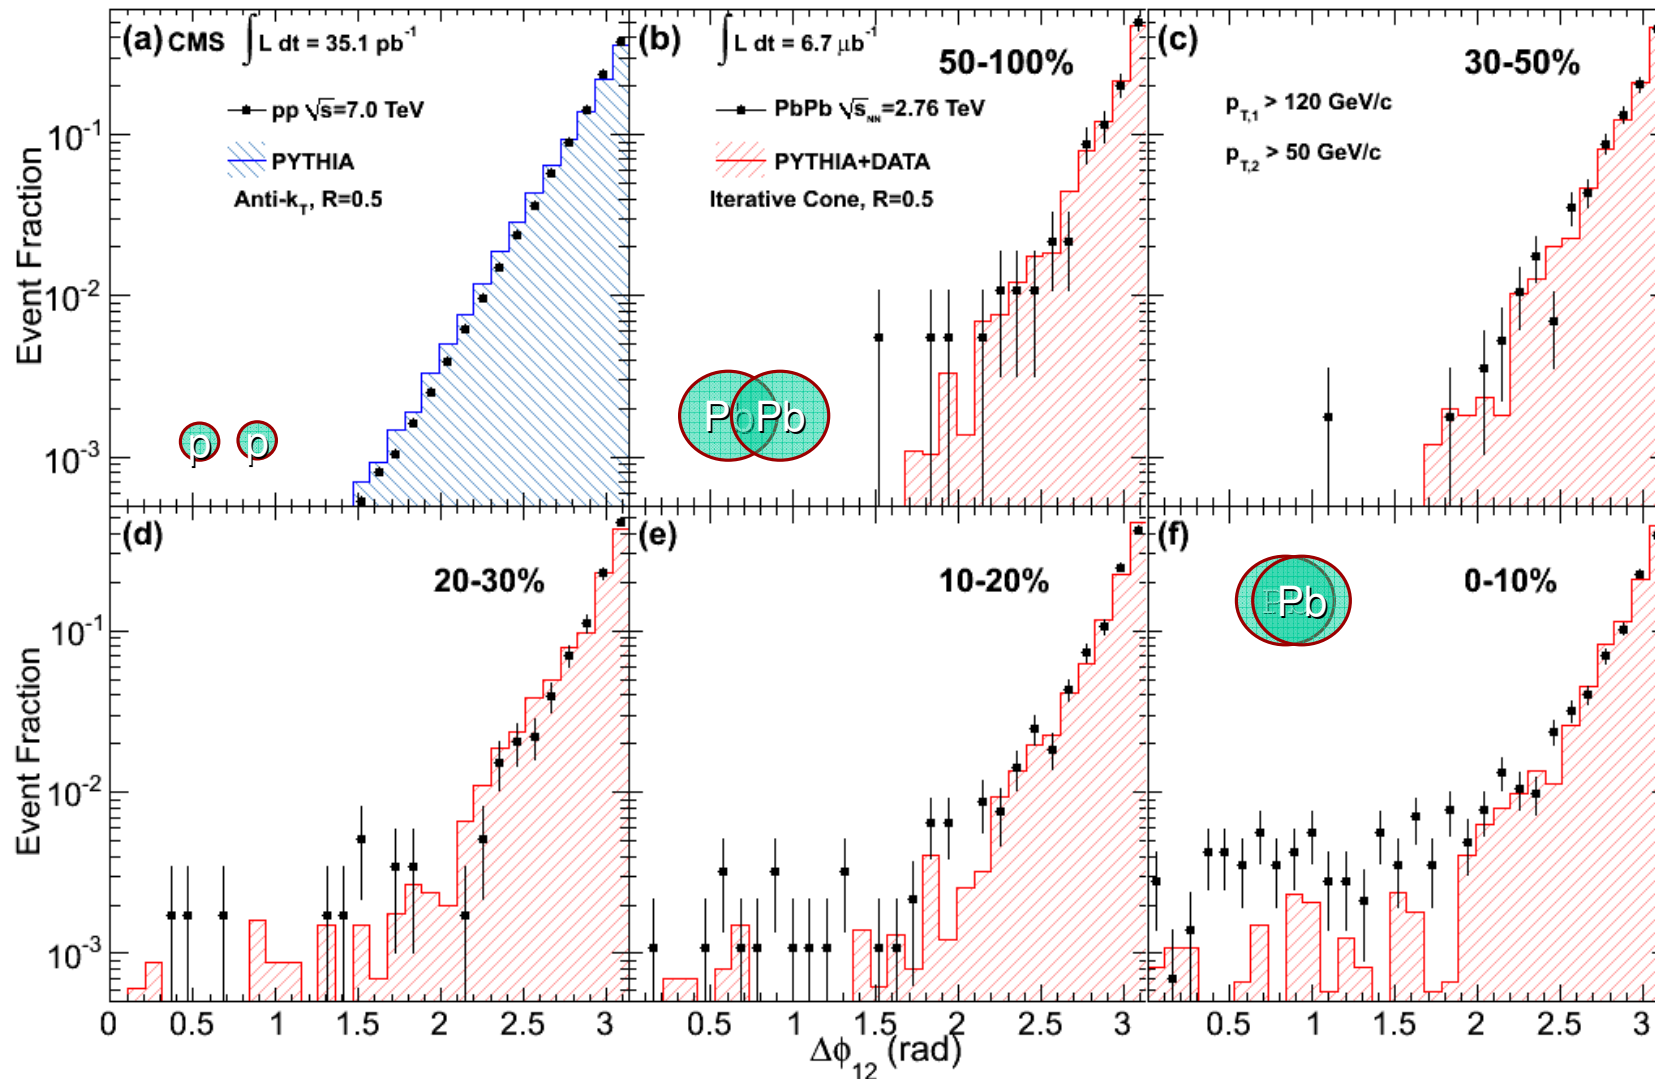 (a) CMS ∫ L dt = 35.1 pb⁻¹
pp √s=7.0 TeV
PYTHIA
Anti-k_T, R=0.5
p p
(b) ∫ L dt = 6.7 μb⁻¹
50-100%
PbPb √s_NN=2.76 TeV
PYTHIA+DATA
Iterative Cone, R=0.5
Pb Pb
(c)
30-50%
p_T,1 > 120 GeV/c
p_T,2 > 50 GeV/c
Event Fraction
10⁻¹
10⁻²
10⁻³
(d)
20-30%
(e)
10-20%
(f)
0-10%
Pb
Event Fraction
10⁻¹
10⁻²
10⁻³
0 0.5 1 1.5 2 2.5 3 0.5 1 1.5 2 2.5 3 0.5 1 1.5 2 2.5 3
Δϕ₁₂ (rad)